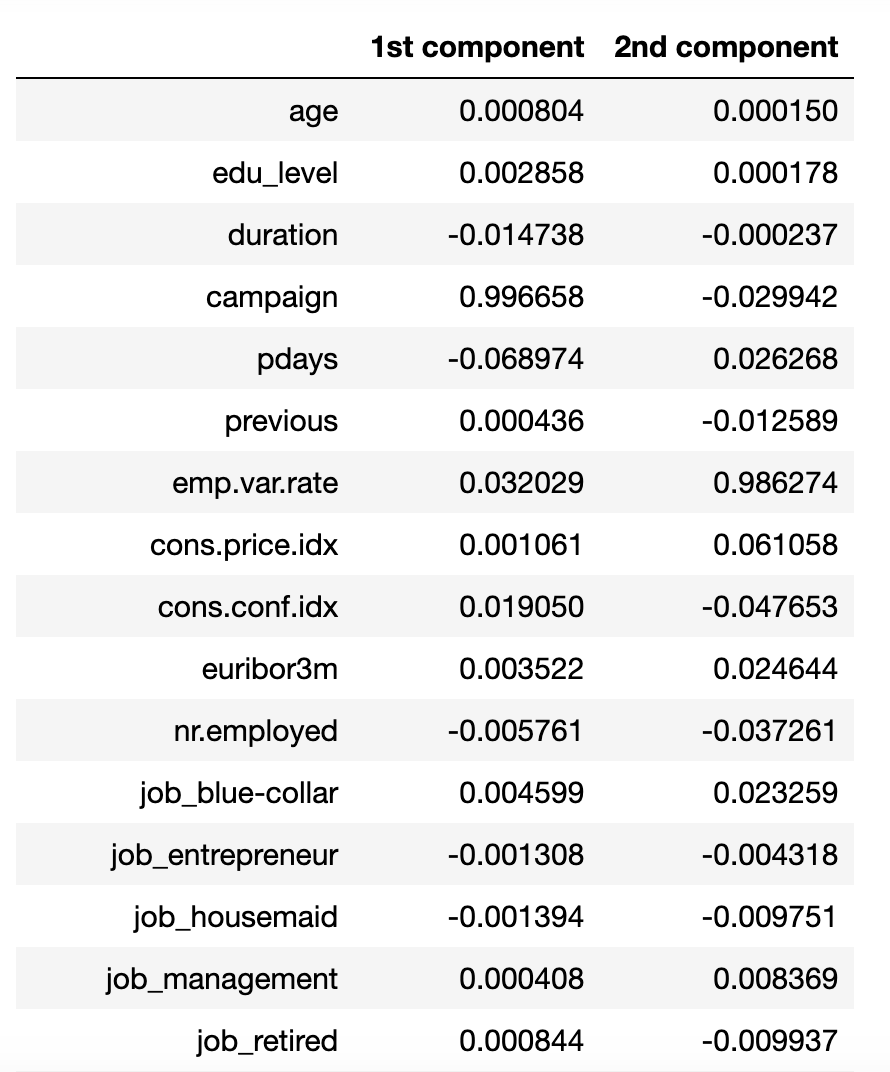 1st component 2nd component
age 0.000804 0.000150
edu_level 0.002858 0.000178
duration -0.014738 -0.000237
campaign 0.996658 -0.029942
pdays -0.068974 0.026268
previous 0.000436 -0.012589
emp.var.rate 0.032029 0.986274
cons.price.idx 0.001061 0.061058
cons.conf.idx 0.019050 -0.047653
euribor3m 0.003522 0.024644
nr.employed -0.005761 -0.037261
job_blue-collar 0.004599 0.023259
job_entrepreneur -0.001308 -0.004318
job_housemaid -0.001394 -0.009751
job_management 0.000408 0.008369
job_retired 0.000844 -0.009937